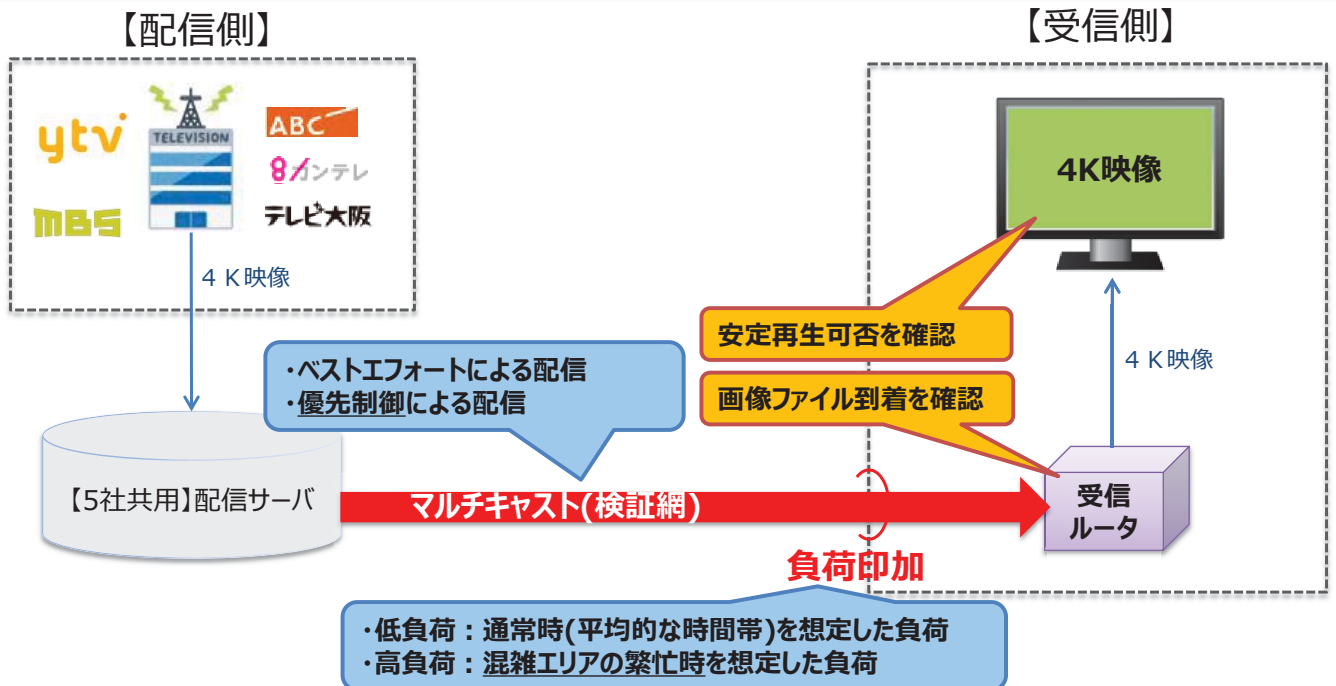 【配信側】
ytv
MBS
TELEVISION
ABC
8カンテレ
テレビ大阪
４Ｋ映像
【5社共用】配信サーバ
・ベストエフォートによる配信
・優先制御による配信
マルチキャスト(検証網)
負荷印加
・低負荷：通常時(平均的な時間帯)を想定した負荷
・高負荷：混雑エリアの繁忙時を想定した負荷
【受信側】
4K映像
安定再生可否を確認
画像ファイル到着を確認
４Ｋ映像
受信
ルータ